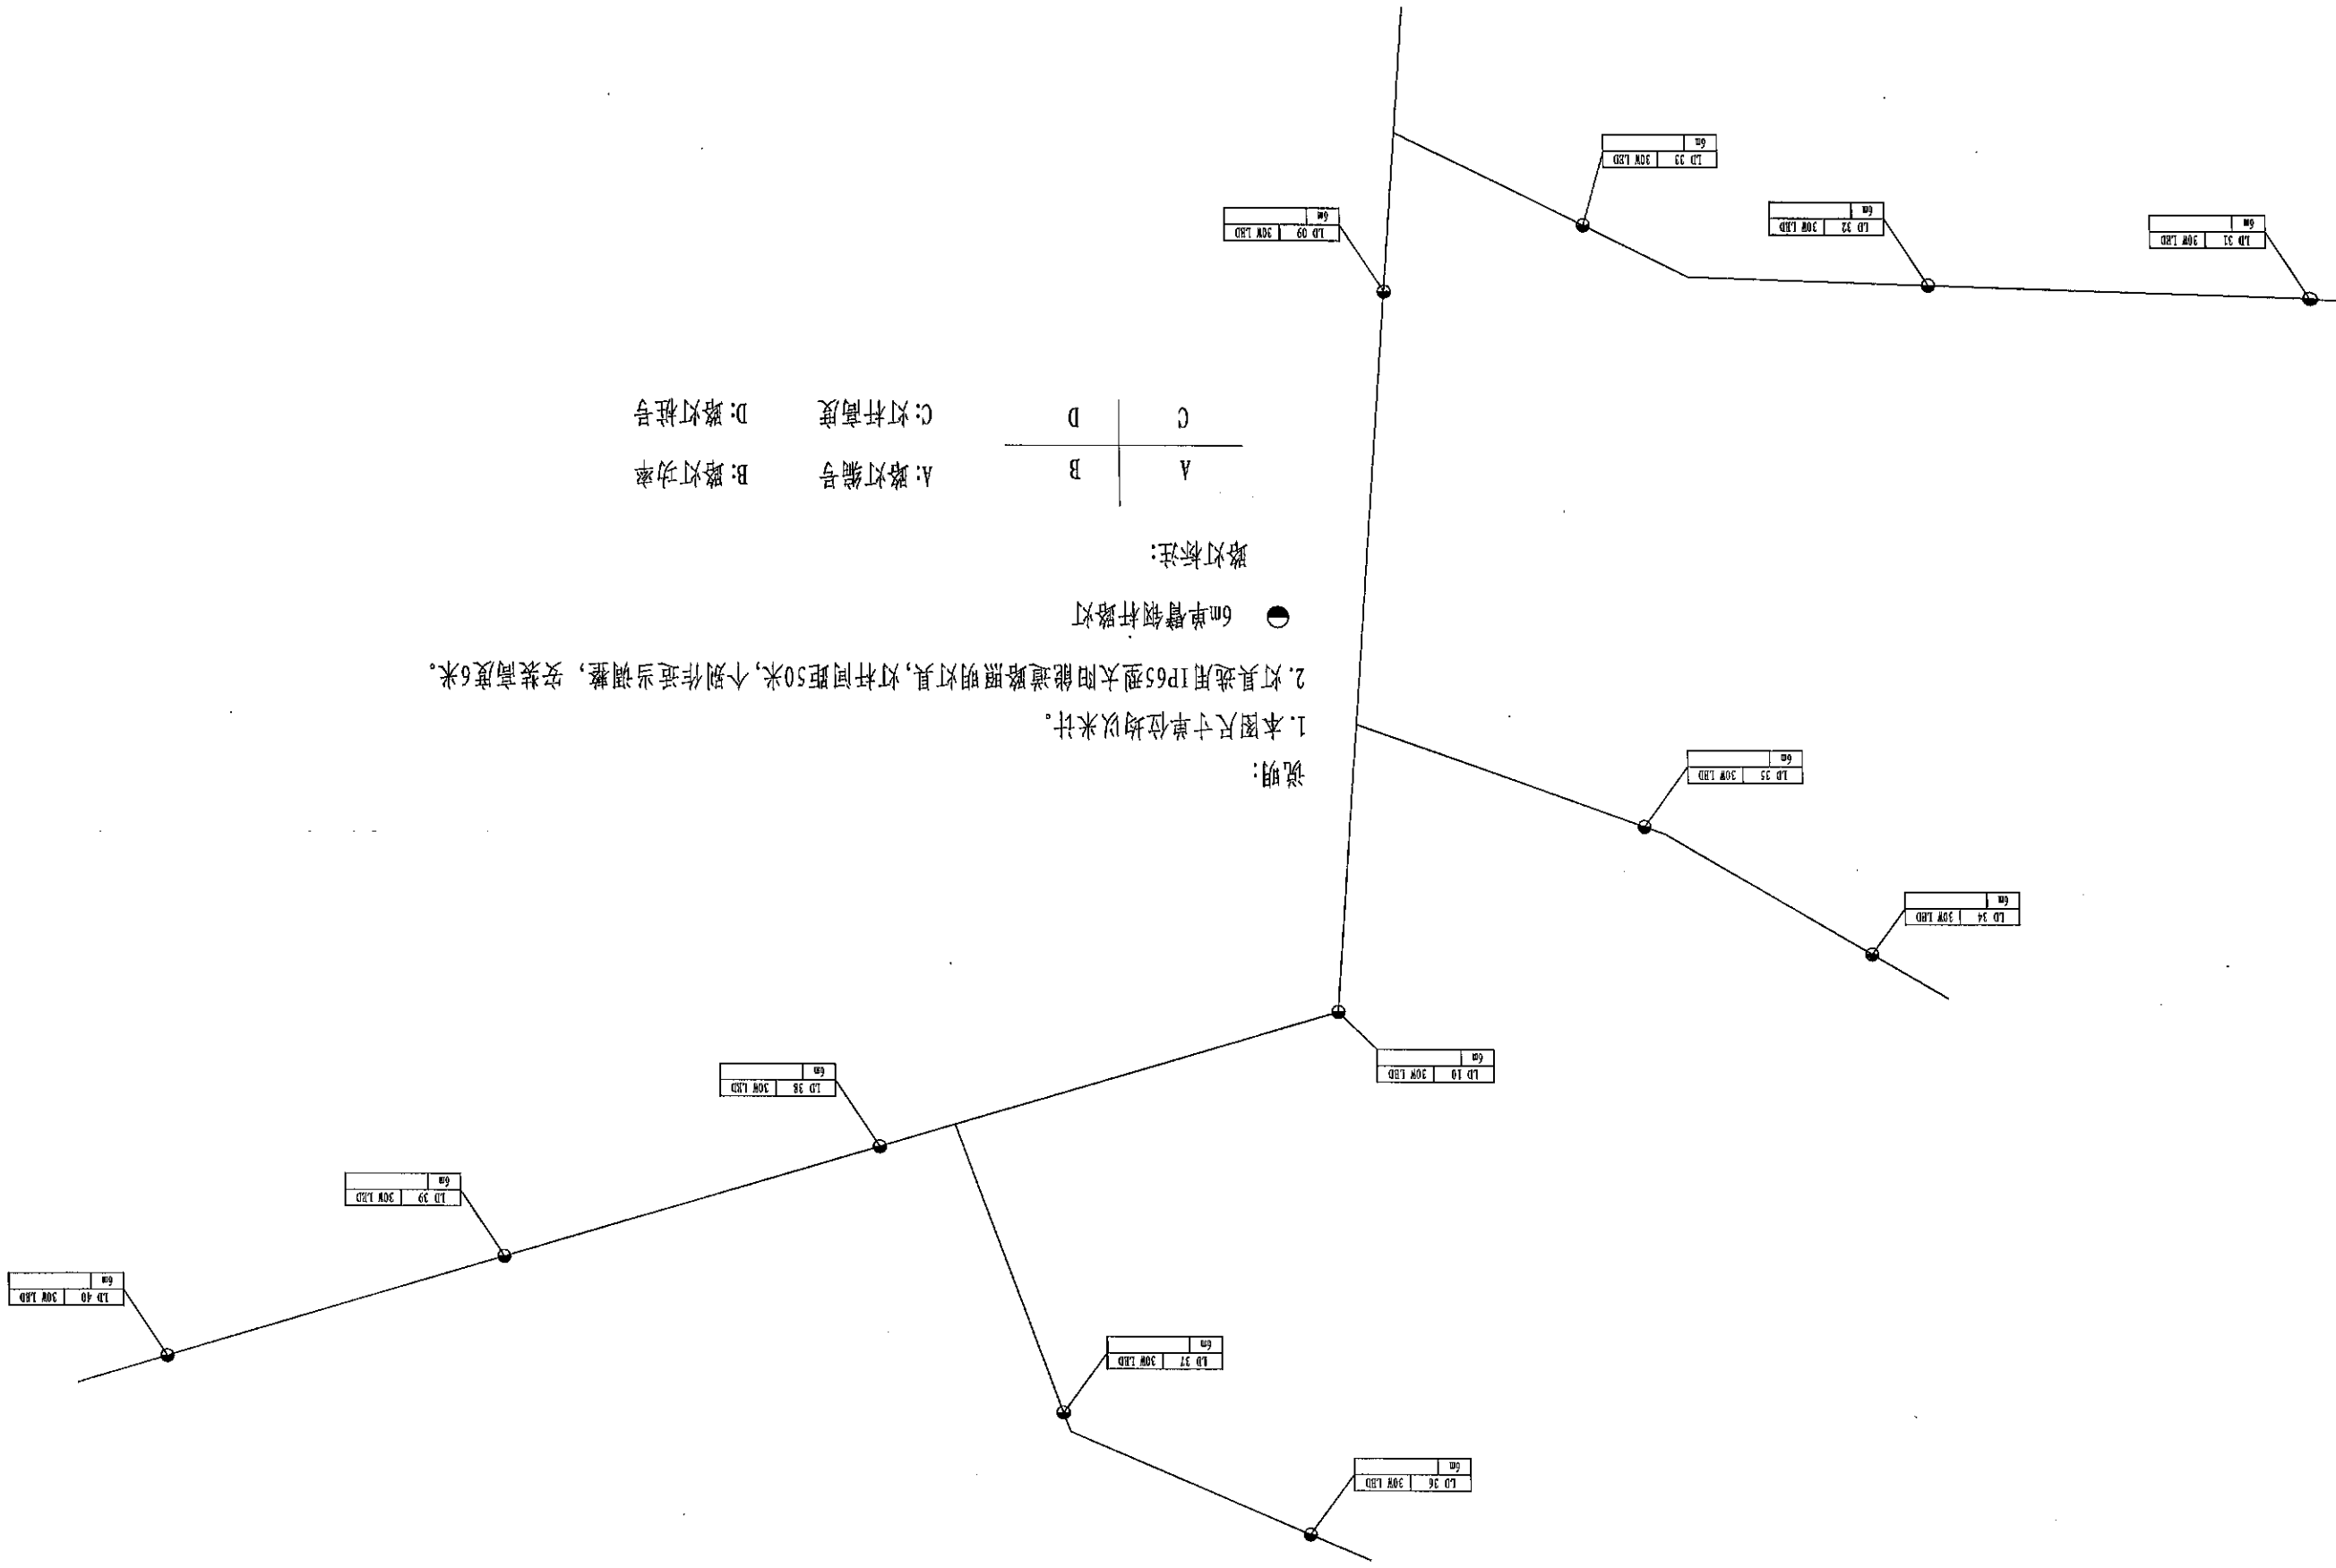 说明:
1.本图尺寸单位均以米计。
2.灯具选用IP65型太阳能道路照明灯具,灯杆间距50米,个别作适当调整，安装高度6米。
6m单臂钢杆路灯
路灯标注:
A B A:路灯编号 B:路灯功率
C D C:灯杆高度 D:路灯桩号
LD 36 30W LED
6m
LD 37 30W LED
6m
LD 40 30W LED
6m
LD 39 30W LED
6m
LD 38 30W LED
6m
LD 10 30W LED
6m
LD 34 30W LED
6m
LD 35 30W LED
6m
LD 31 30W LED
6m
LD 32 30W LED
6m
LD 09 30W LED
6m
LD 33 30W LED
6m